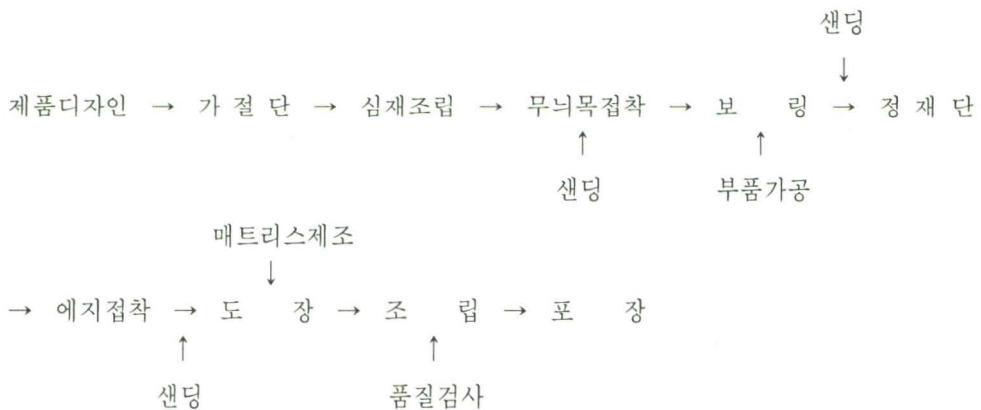 샌딩
↓
제품디자인 → 가 절 단 → 심재조립 → 무늬목접착 → 보 링 → 정 재 단
↑ ↑
샌딩 부품가공
매트리스제조
↓
→ 에지접착 → 도 장 → 조 립 → 포 장
↑ ↑
샌딩 품질검사